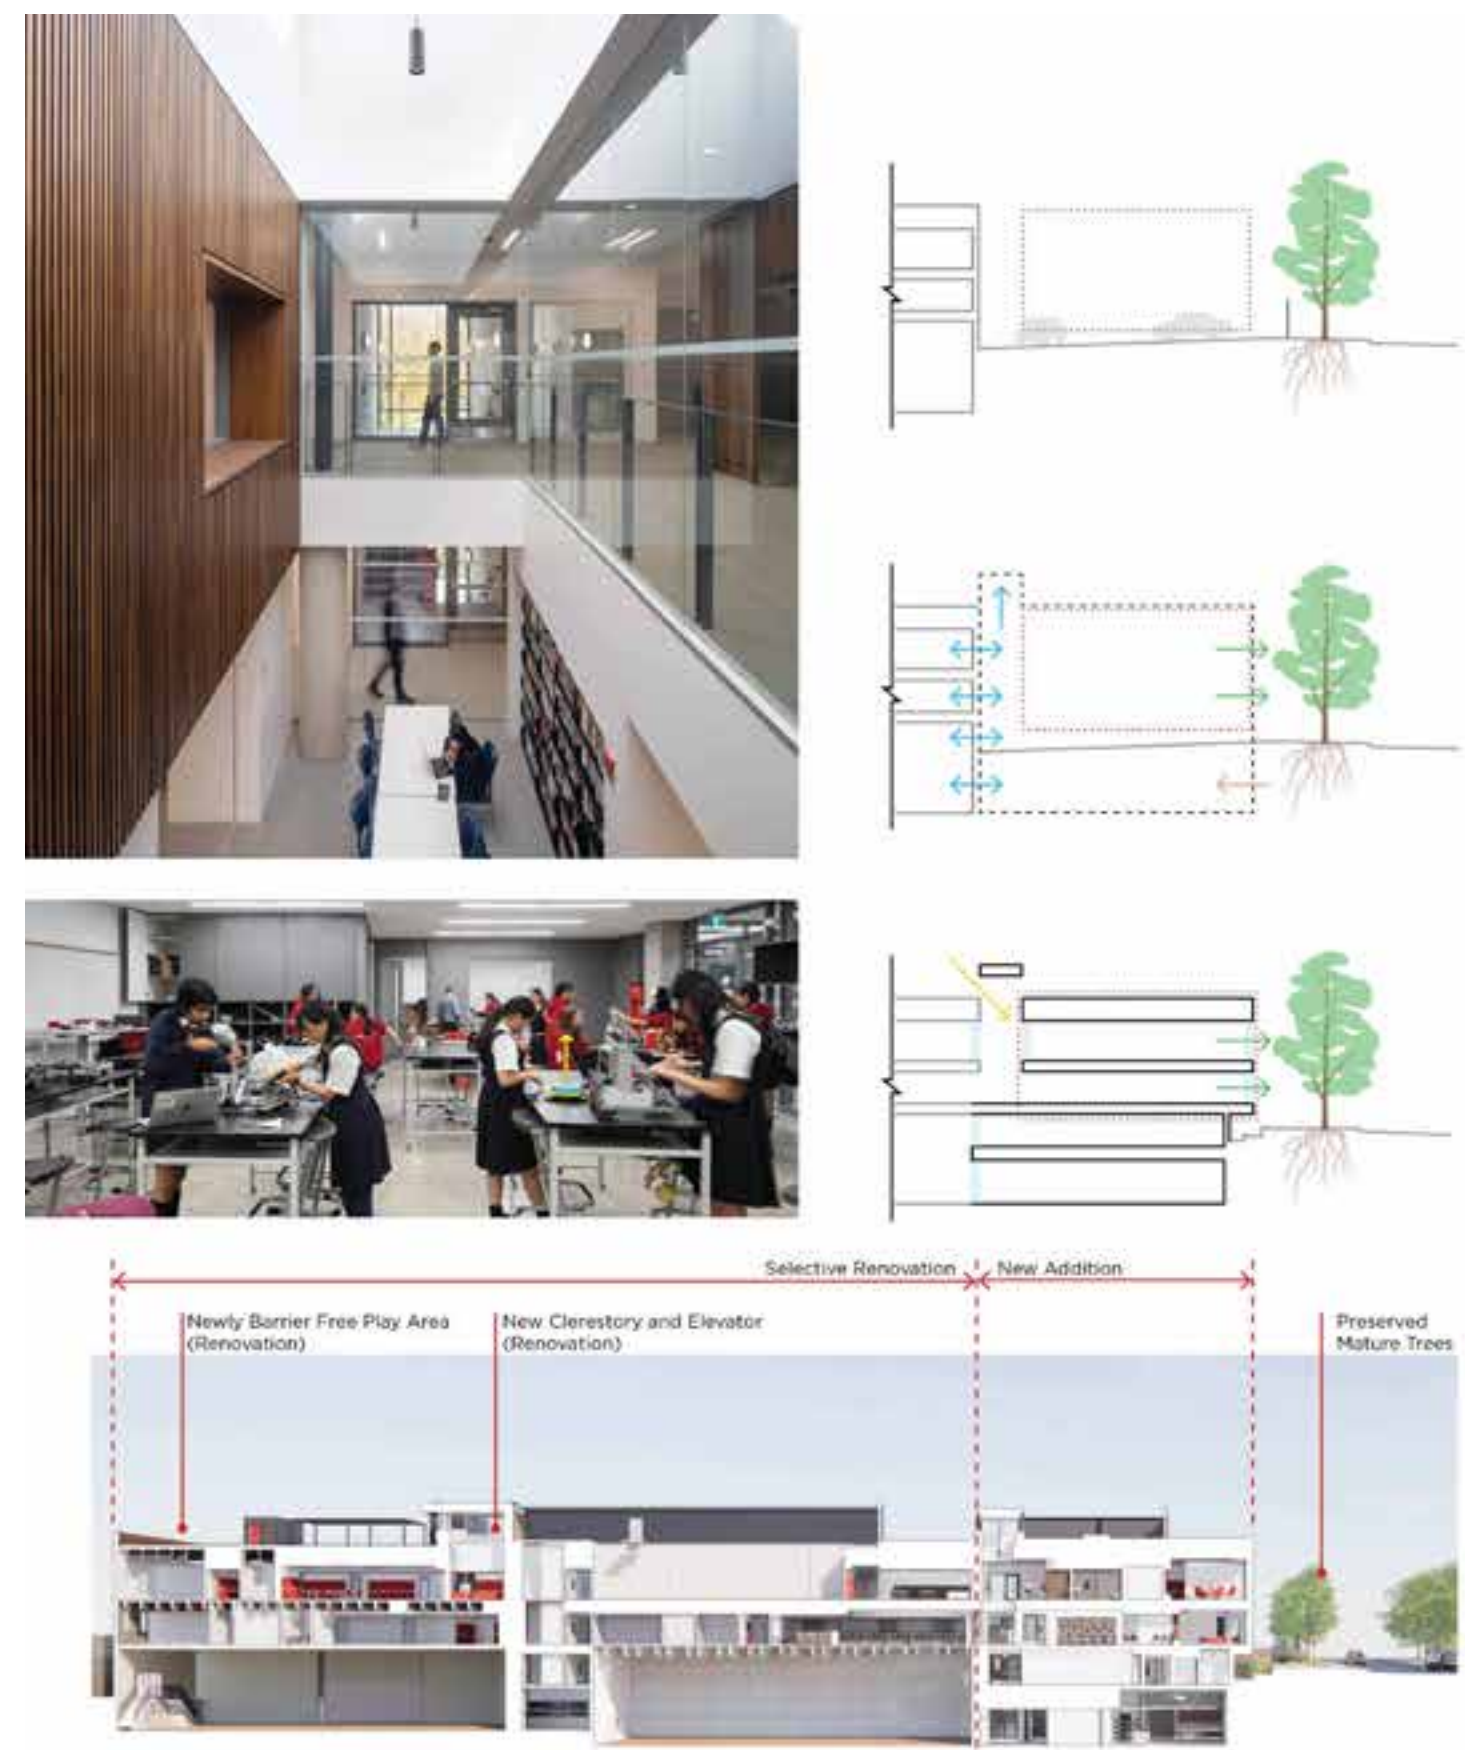 Selective Renovation
New Addition
Newly Barrier Free Play Area
(Renovation)
New Clerestory and Elevator
(Renovation)
Preserved
Mature Trees